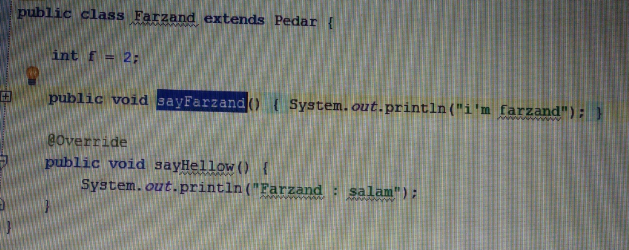 public class Farzand extends Pedar {
int f = 2;
public void sayFarzand() { System.out.println("i'm farzand"); }
@Override
public void sayHellow() {
System.out.println("Farzand : salam");
}
}